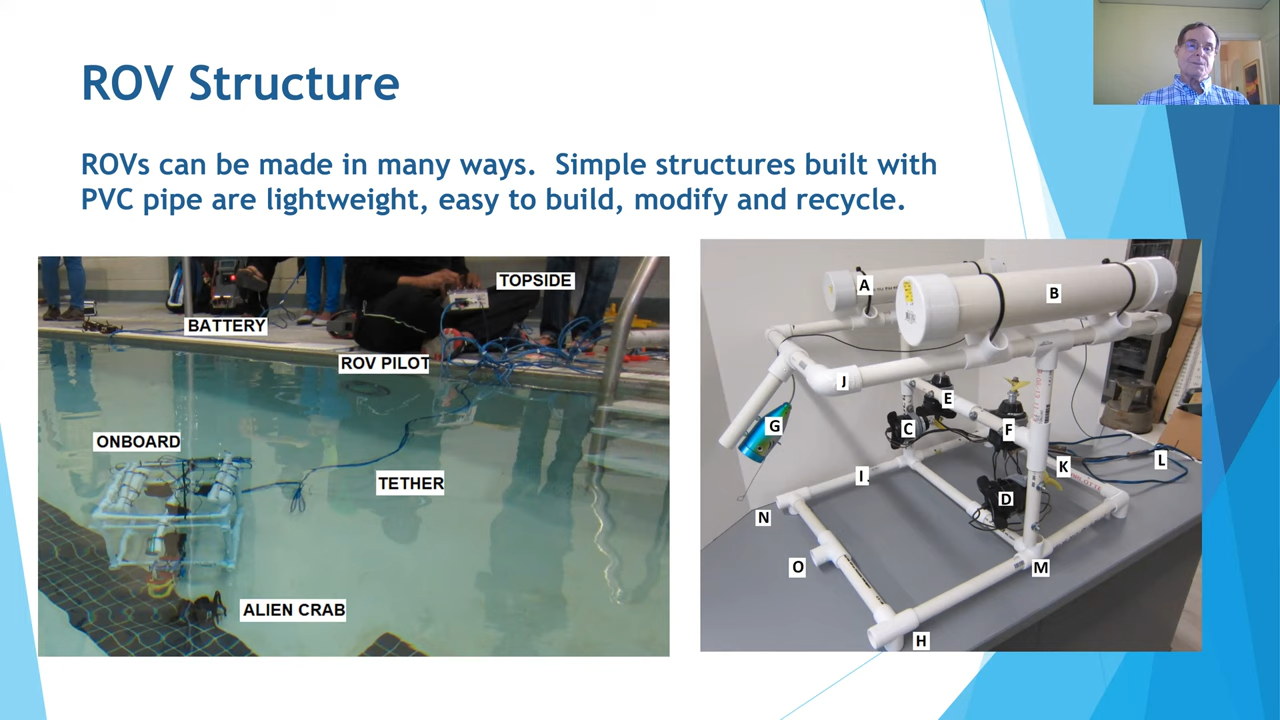 ROV Structure
ROVs can be made in many ways. Simple structures built with
PVC pipe are lightweight, easy to build, modify and recycle.
TOPSIDE
BATTERY
ROV PILOT
ONBOARD
TETHER
ALIEN CRAB
A
B
J
E
G
C
F
K
L
I
D
N
O
M
H